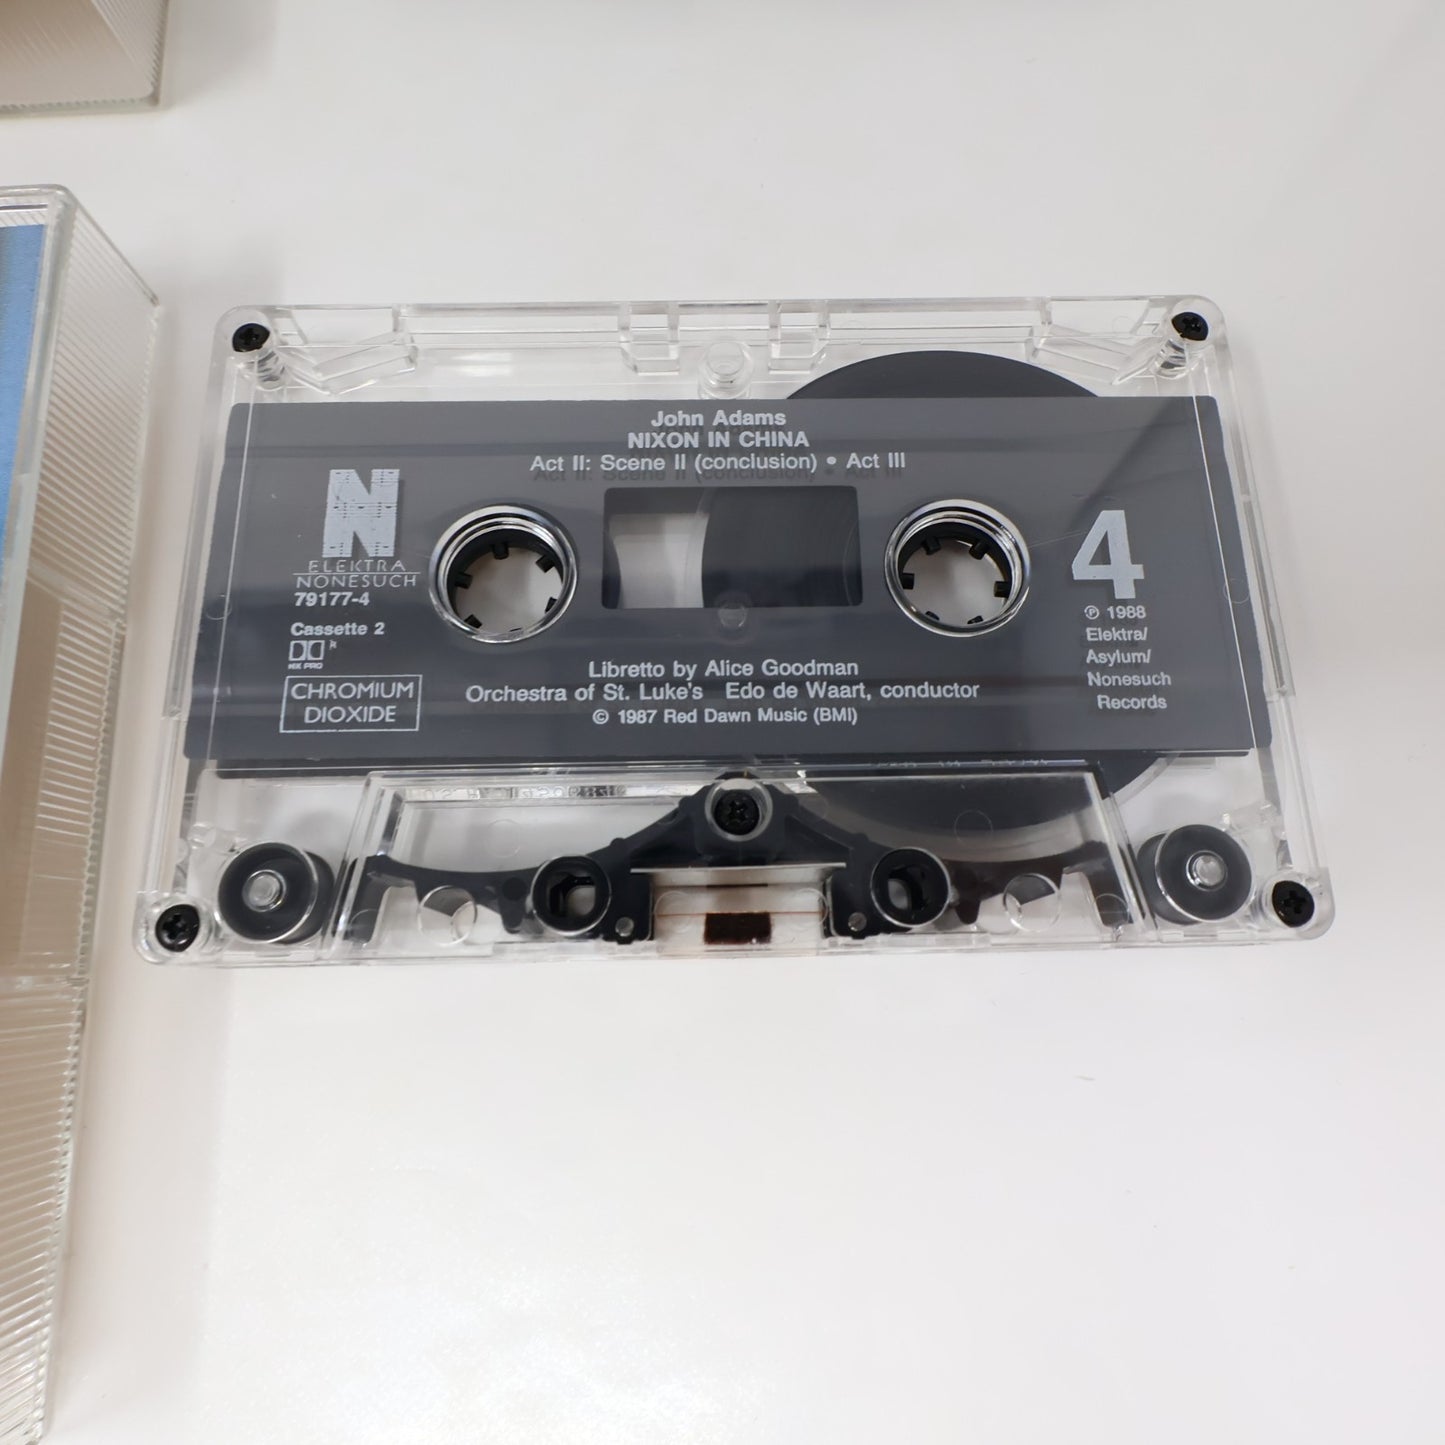 John Adams
NIXON IN CHINA
Act II: Scene II (conclusion) • Act III
N
ELEKTRA
NONESUCH
79177-4
Cassette 2
HX PRO
CHROMIUM
DIOXIDE
4
℗ 1988
Elektra/
Asylum/
Nonesuch
Records
Libretto by Alice Goodman
Orchestra of St. Luke's Edo de Waart, conductor
© 1987 Red Dawn Music (BMI)